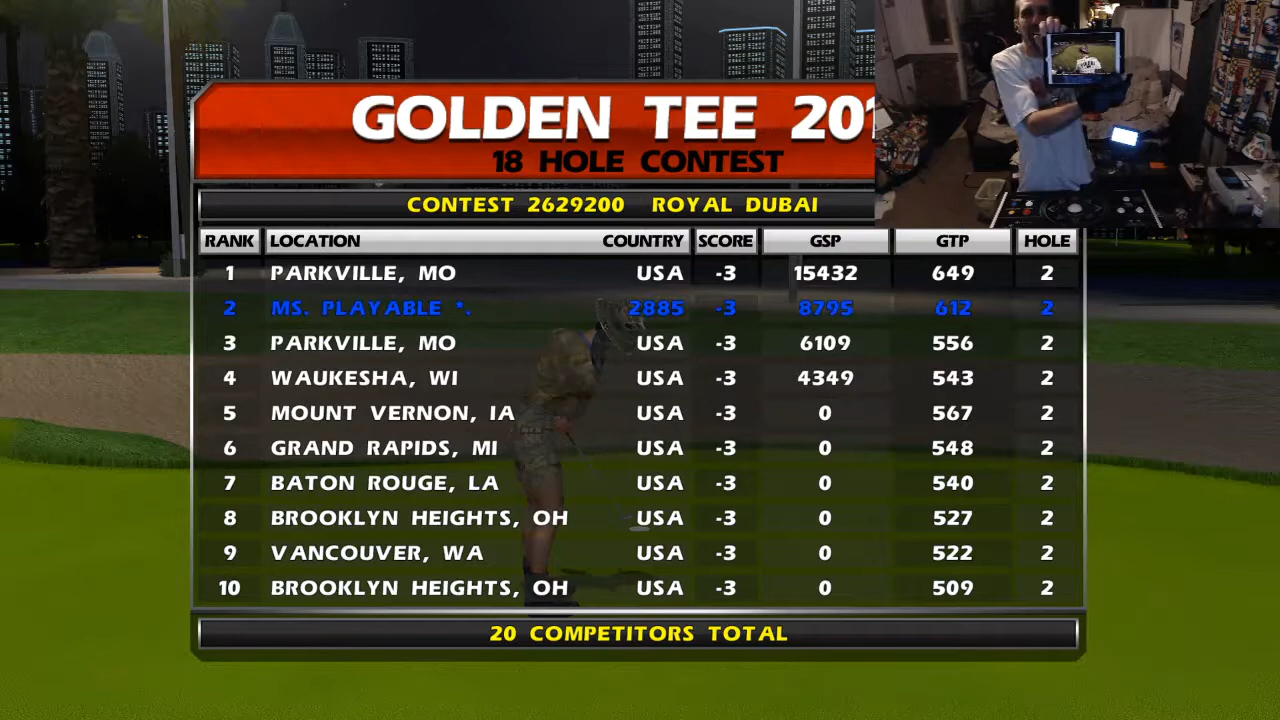 GOLDEN TEE 201
18 HOLE CONTEST
CONTEST 2629200 ROYAL DUBAI
RANK LOCATION COUNTRY SCORE GSP GTP HOLE
1 PARKVILLE, MO USA -3 15432 649 2
2 MS. PLAYABLE *. 2885 -3 8795 612 2
3 PARKVILLE, MO USA -3 6109 556 2
4 WAUKESHA, WI USA -3 4349 543 2
5 MOUNT VERNON, IA USA -3 0 567 2
6 GRAND RAPIDS, MI USA -3 0 548 2
7 BATON ROUGE, LA USA -3 0 540 2
8 BROOKLYN HEIGHTS, OH USA -3 0 527 2
9 VANCOUVER, WA USA -3 0 522 2
10 BROOKLYN HEIGHTS, OH USA -3 0 509 2
20 COMPETITORS TOTAL